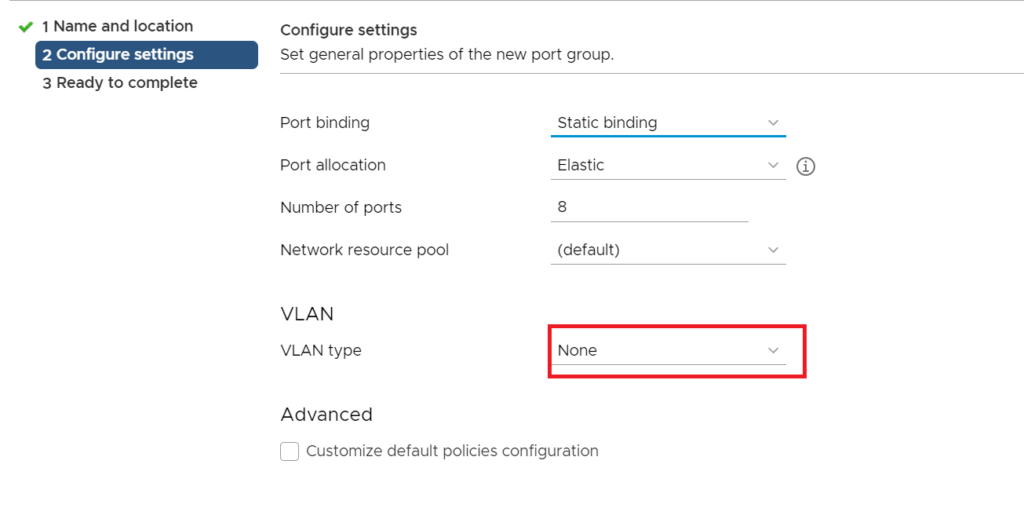 1 Name and location
2 Configure settings
3 Ready to complete
Configure settings
Set general properties of the new port group.
Port binding Static binding
Port allocation Elastic
Number of ports 8
Network resource pool (default)
VLAN
VLAN type None
Advanced
Customize default policies configuration